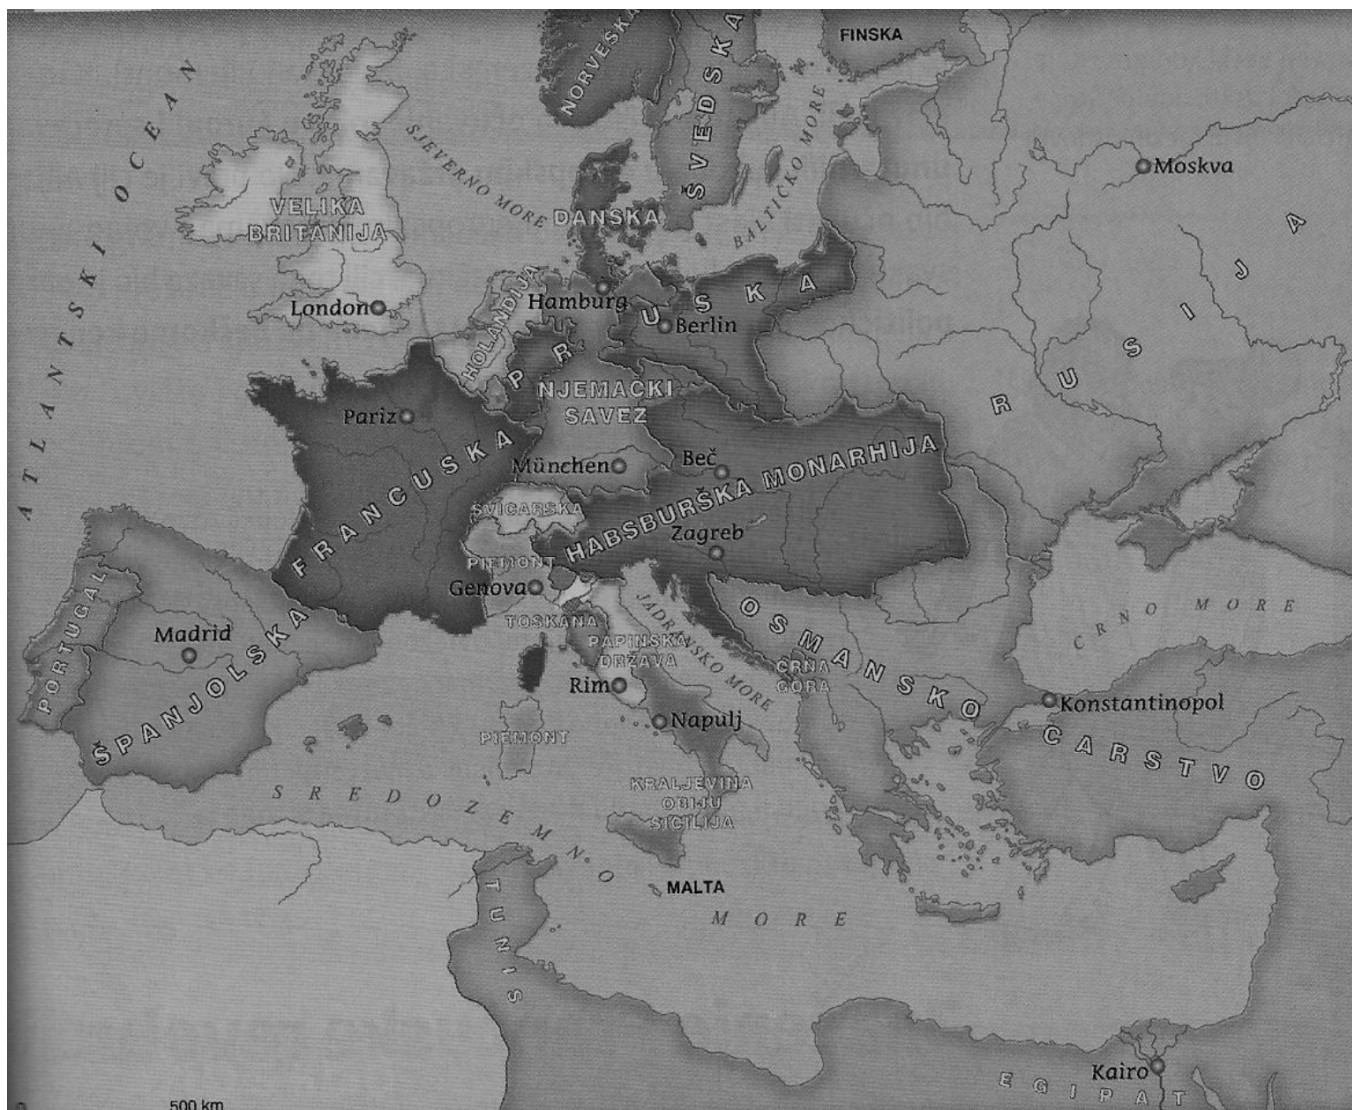 FINSKA
NORVEŠKA
ŠVEDSKA
ATLANTSKI OCEAN
SJEVERNO MORE
BALTIČKO MORE
Moskva
VELIKA
BRITANIJA
DANSKA
London
HOLANDIJA
Hamburg
PRUSKA
Berlin
RUSIJA
NJEMAČKI
SAVEZ
Pariz
FRANCUSKA
München
Beč
HABSBURŠKA MONARHIJA
ŠVICARSKA
Zagreb
PIEMONT
Genova
PORTUGAL
Madrid
ŠPANJOLSKA
TOSKANA
PAPINSKA
DRŽAVA
JADRANSKO MORE
OSMANSKO
CARSTVO
CRNO MORE
CRNA
GORA
Rim
Napulj
Konstantinopol
PIEMONT
KRALJEVINA
OBIJU
SICILIJA
SREDOZEMNO
MORE
MALTA
TUNIS
Kairo
EGIPAT
500 km